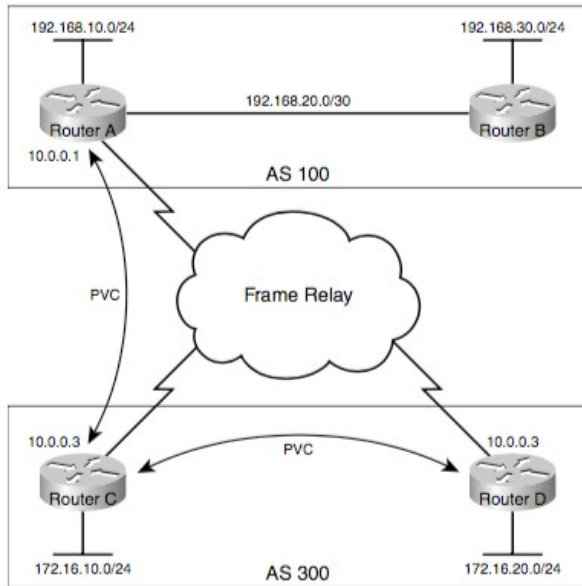 192.168.10.0/24
192.168.30.0/24
192.168.20.0/30
Router A
Router B
10.0.0.1
AS 100
PVC
Frame Relay
10.0.0.3
PVC
10.0.0.3
Router C
Router D
172.16.10.0/24
AS 300
172.16.20.0/24